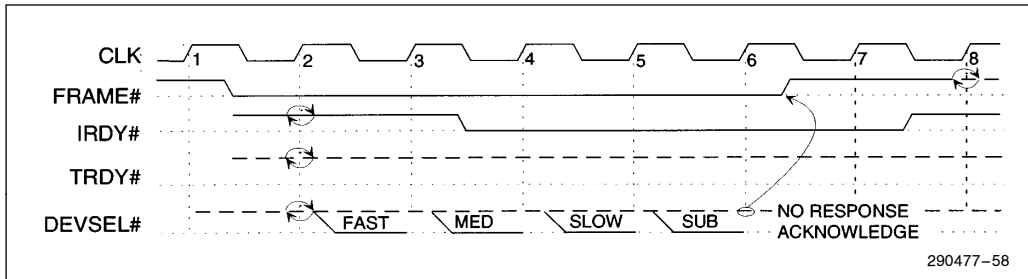 CLK 1 2 3 4 5 6 7 8
FRAME#
IRDY#
TRDY#
DEVSEL# FAST MED SLOW SUB NO RESPONSE
ACKNOWLEDGE
290477–58